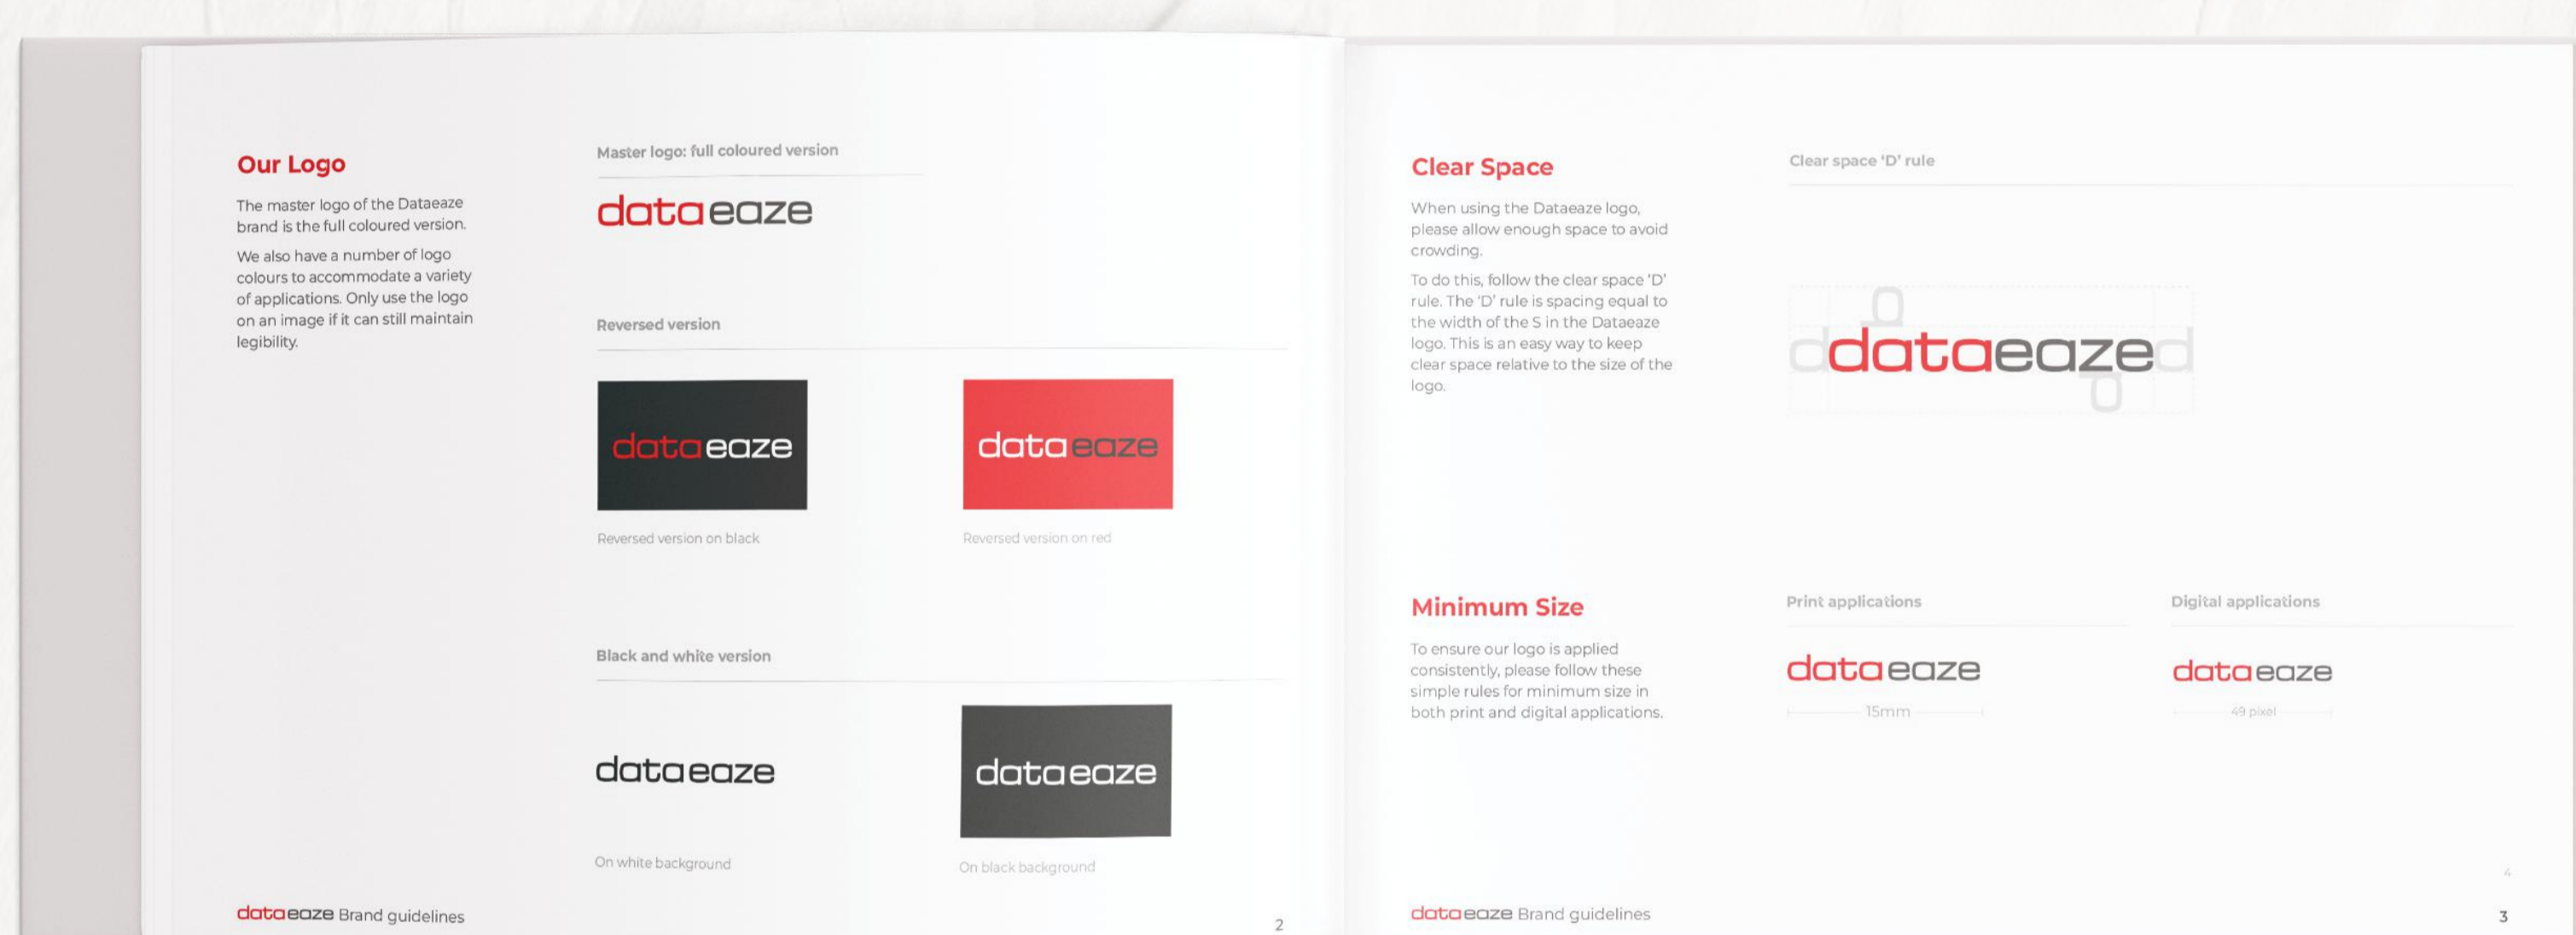 Our Logo
The master logo of the Dataeaze
brand is the full coloured version.
We also have a number of logo
colours to accommodate a variety
of applications. Only use the logo
on an image if it can still maintain
legibility.
Master logo: full coloured version
dataeaze
Reversed version
dataeaze
dataeaze
Reversed version on black
Reversed version on red
Black and white version
dataeaze
dataeaze
On white background
On black background
dataeaze Brand guidelines
2
Clear Space
When using the Dataeaze logo,
please allow enough space to avoid
crowding.
To do this, follow the clear space ‘D’
rule. The ‘D’ rule is spacing equal to
the width of the S in the Dataeaze
logo. This is an easy way to keep
clear space relative to the size of the
logo.
Clear space ‘D’ rule
d
ddataeazed
d
Minimum Size
To ensure our logo is applied
consistently, please follow these
simple rules for minimum size in
both print and digital applications.
Print applications
dataeaze
15mm
Digital applications
dataeaze
49 pixel
4
dataeaze Brand guidelines
3